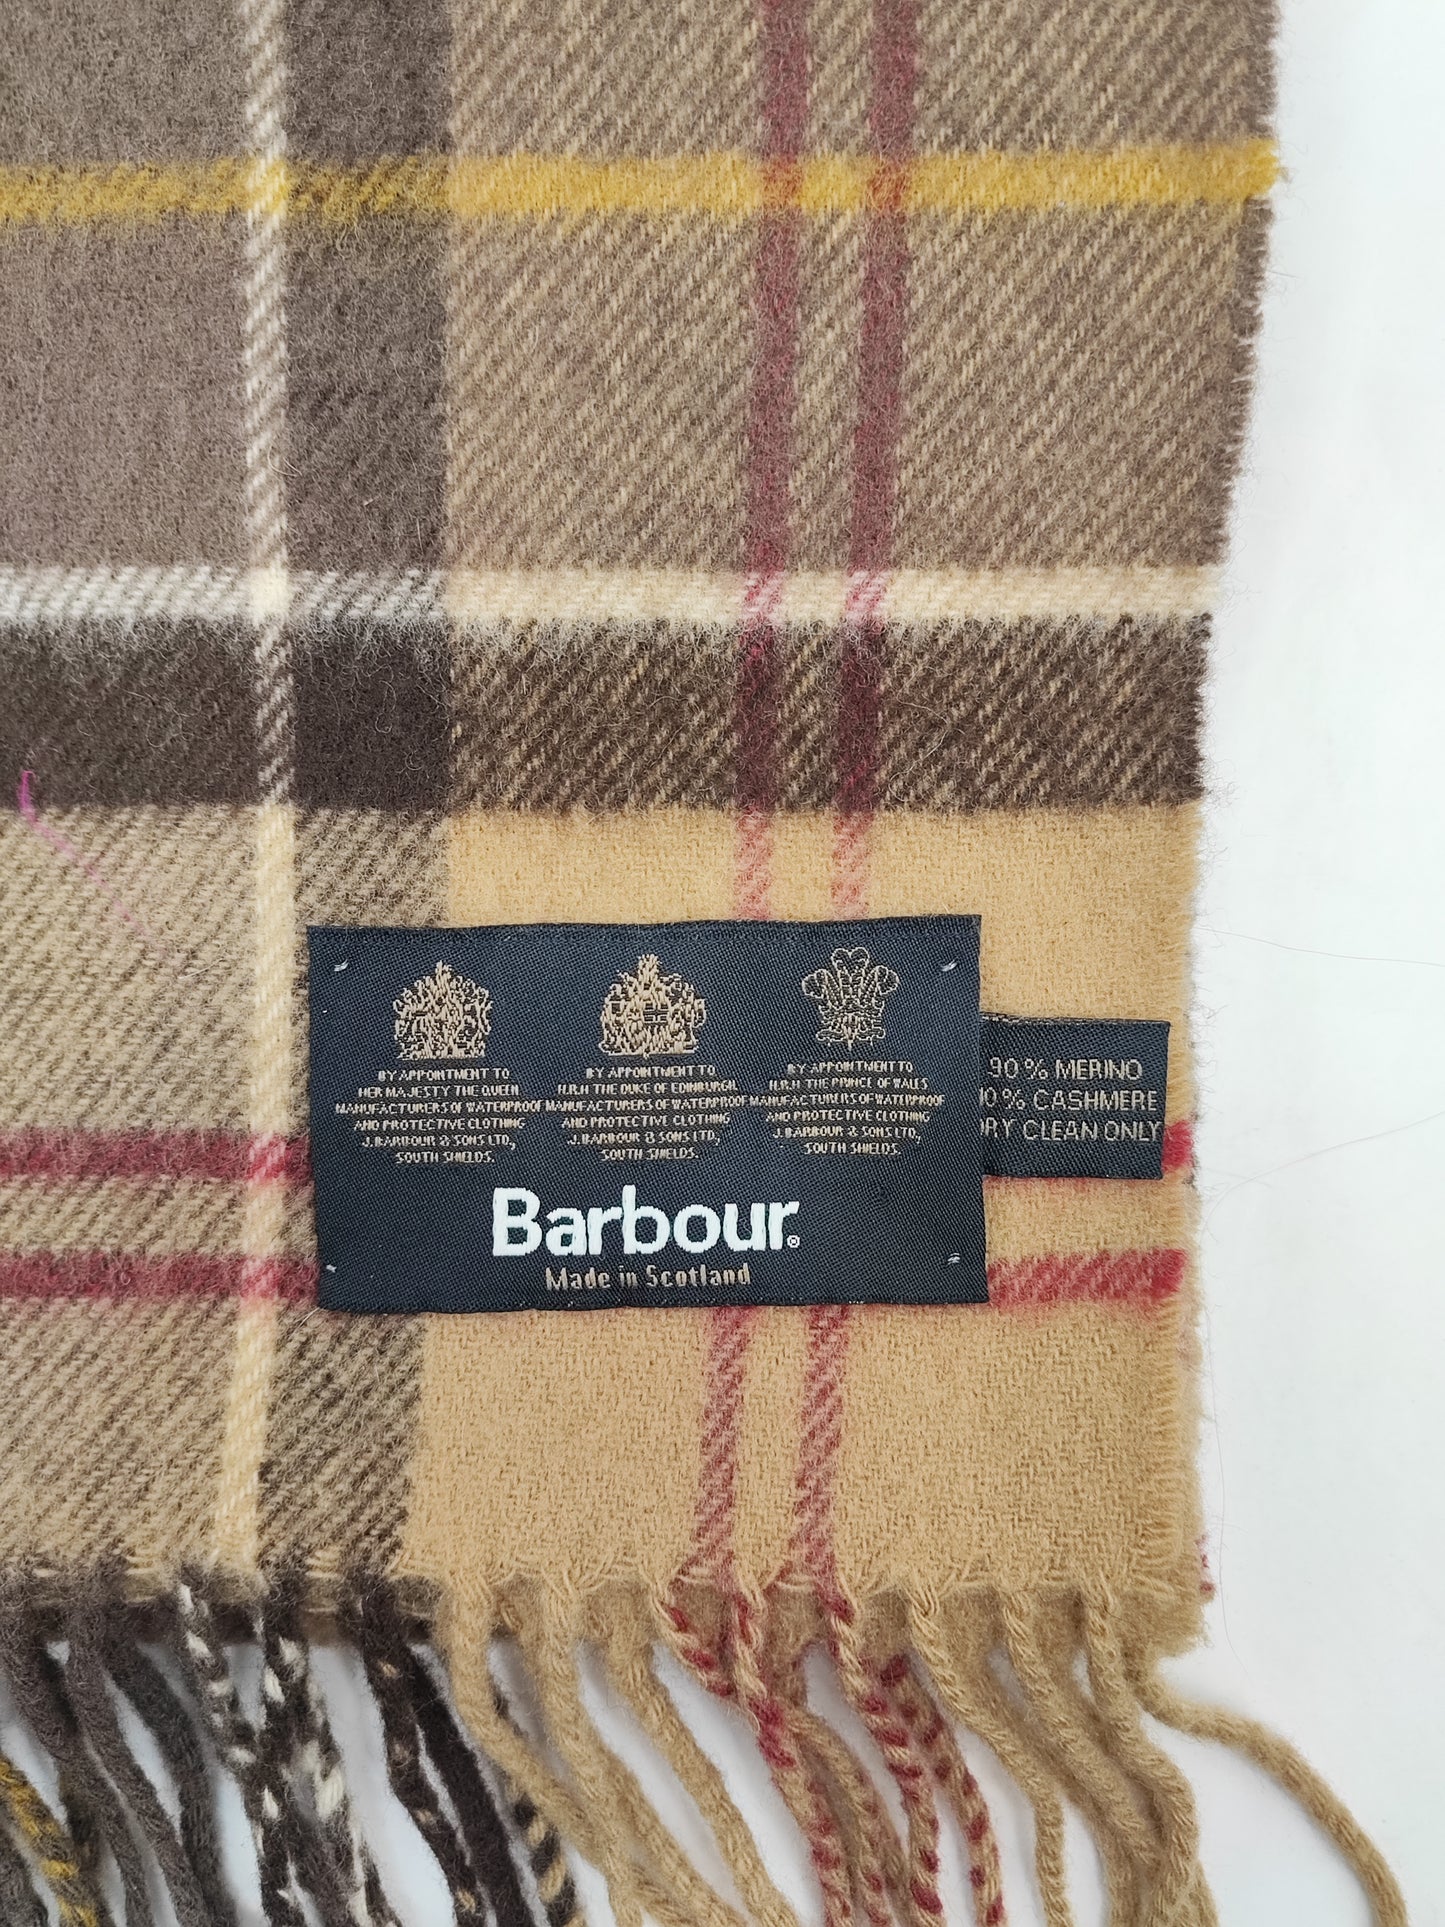 BY APPOINTMENT TO
HER MAJESTY THE QUEEN
MANUFACTURERS OF WATERPROOF
AND PROTECTIVE CLOTHING
J. BARBOUR & SONS LTD,
SOUTH SHIELDS.
BY APPOINTMENT TO
H.R.H THE DUKE OF EDINBURGH.
MANUFACTURERS OF WATERPROOF
AND PROTECTIVE CLOTHING
J. BARBOUR & SONS LTD,
SOUTH SHIELDS.
BY APPOINTMENT TO
H.R.H THE PRINCE OF WALES
MANUFACTURERS OF WATERPROOF
AND PROTECTIVE CLOTHING
J. BARBOUR & SONS LTD,
SOUTH SHIELDS.
Barbour®
Made in Scotland
90 % MERINO
10 % CASHMERE
DRY CLEAN ONLY